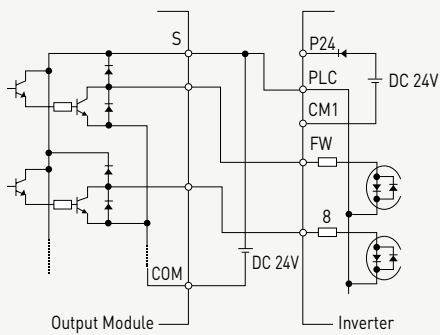 S
P24
PLC
DC 24V
CM1
FW
8
COM
DC 24V
Output Module
Inverter